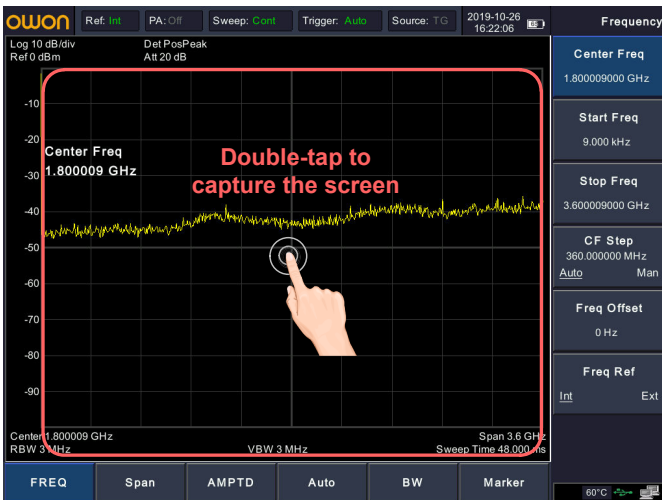 OWON Ref: Int PA: Off Sweep: Cont Trigger: Auto Source: TG 2019-10-26 Frequency
16:22:06
Log 10 dB/div Det PosPeak
Ref 0 dBm Att 20 dB
-10
-20
-30
-40
-50
-60
-70
-80
-90
Center Freq
1.800009 GHz
Double-tap to
capture the screen
Center 1.800009 GHz Span 3.6 GHz
RBW 3 MHz VBW 3 MHz Sweep Time 48.000 ms
Center Freq
1.800009000 GHz
Start Freq
9.000 kHz
Stop Freq
3.600009000 GHz
CF Step
360.000000 MHz
Auto Man
Freq Offset
0 Hz
Freq Ref
Int Ext
FREQ Span AMPTD Auto BW Marker
60°C